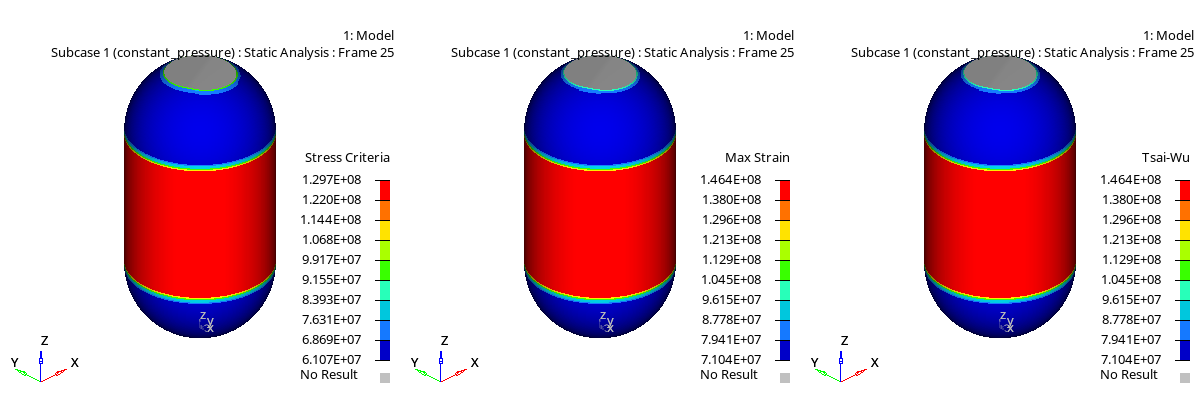 1: Model
Subcase 1 (constant_pressure) : Static Analysis : Frame 25
Stress Criteria
1.297E+08
1.220E+08
1.144E+08
1.068E+08
9.917E+07
9.155E+07
8.393E+07
7.631E+07
6.869E+07
6.107E+07
No Result
Z
Y
X
Z
Y
X
1: Model
Subcase 1 (constant_pressure) : Static Analysis : Frame 25
Max Strain
1.464E+08
1.380E+08
1.296E+08
1.213E+08
1.129E+08
1.045E+08
9.615E+07
8.778E+07
7.941E+07
7.104E+07
No Result
Z
Y
X
Z
Y
X
1: Model
Subcase 1 (constant_pressure) : Static Analysis : Frame 25
Tsai-Wu
1.464E+08
1.380E+08
1.296E+08
1.213E+08
1.129E+08
1.045E+08
9.615E+07
8.778E+07
7.941E+07
7.104E+07
No Result
Z
Y
X
Z
Y
X